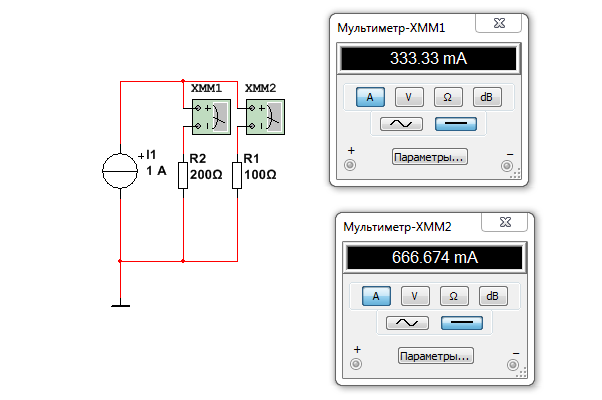 XMM1 XMM2
I1
1 A
R2
200Ω
R1
100Ω
Мультиметр-XMM1
333.33 mA
A V Ω dB
+ −
Параметры...
Мультиметр-XMM2
666.674 mA
A V Ω dB
+ −
Параметры...